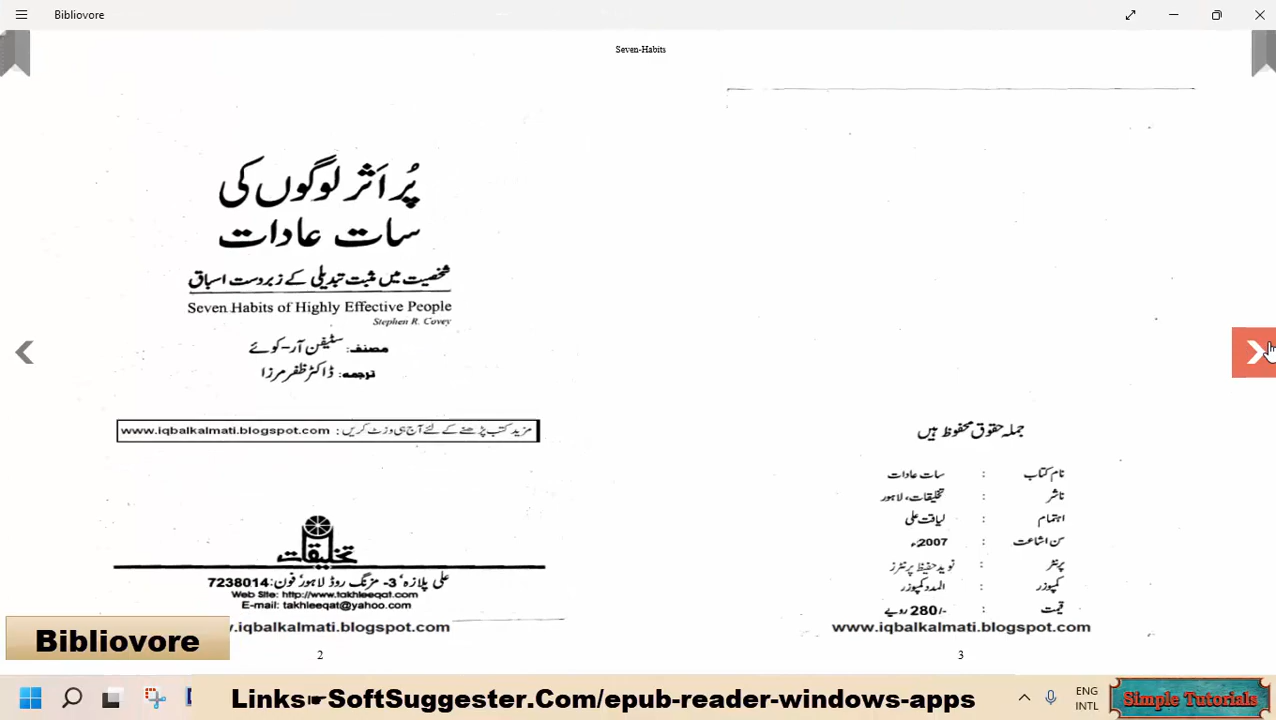 Bibliovore
Seven-Habits
پُر اَثر لوگوں کی
سات عادات
شخصیت میں مثبت تبدیلی کے زبردست اسباق
Seven Habits of Highly Effective People
Stephen R. Covey
مصنف: سٹیفن آر-کوئے
ترجمہ: ڈاکٹر ظفر مرزا
مزید کتب پڑھنے کے لئے آج ہی وزٹ کریں : www.iqbalkalmati.blogspot.com
تخلیقات
علی پلازہ' 3- مزنگ روڈ لاہور' فون: 7238014
Web Site: http://www.takhleeqat.com
E-mail: takhleeqat@yahoo.com
.iqbalkalmati.blogspot.com
2
جملہ حقوق محفوظ ہیں
نام کتاب : سات عادات
ناشر : تخلیقات، لاہور
اہتمام : لیاقت علی
سن اشاعت : 2007ء
پرنٹر : نوید حفیظ پرنٹرز
کمپوزر : المدد کمپوزر
قیمت : -/280 روپے
www.iqbalkalmati.blogspot.com
3
Bibliovore
Links☛SoftSuggester.Com/epub-reader-windows-apps
ENG
INTL
Simple Tutorials